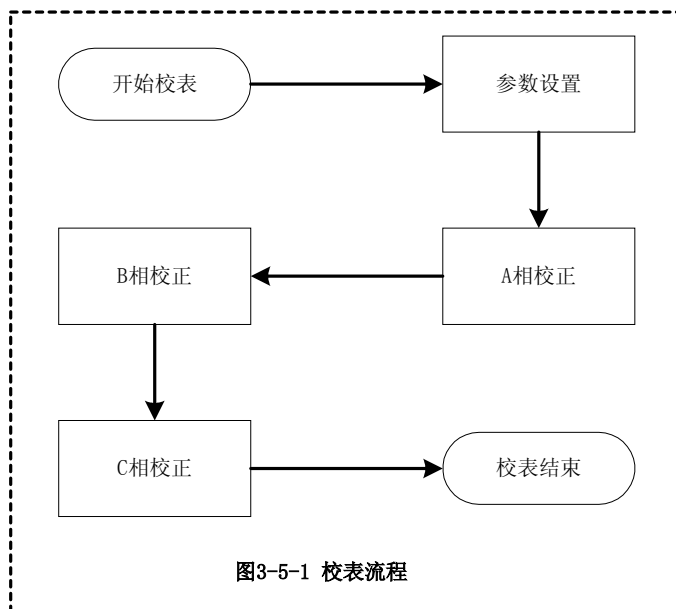 开始校表
参数设置
A相校正
B相校正
C相校正
校表结束
图3-5-1 校表流程